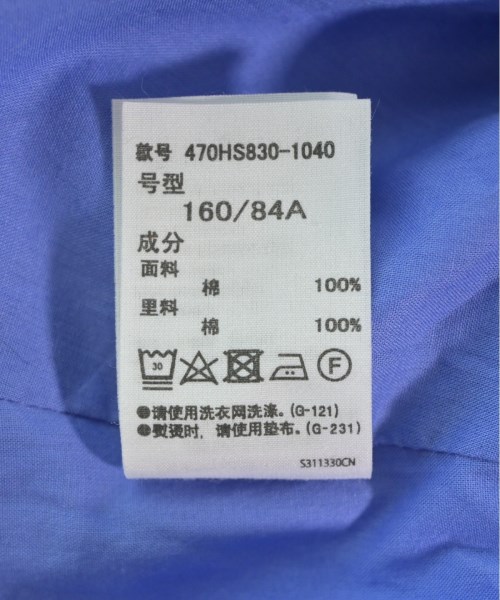 款号 470HS830-1040
号型
160/84A
成分
面料
棉 100%
里料
棉 100%
30 F
●请使用洗衣网洗涤。(G-121)
●熨烫时，请使用垫布。(G-231)
S311330CN